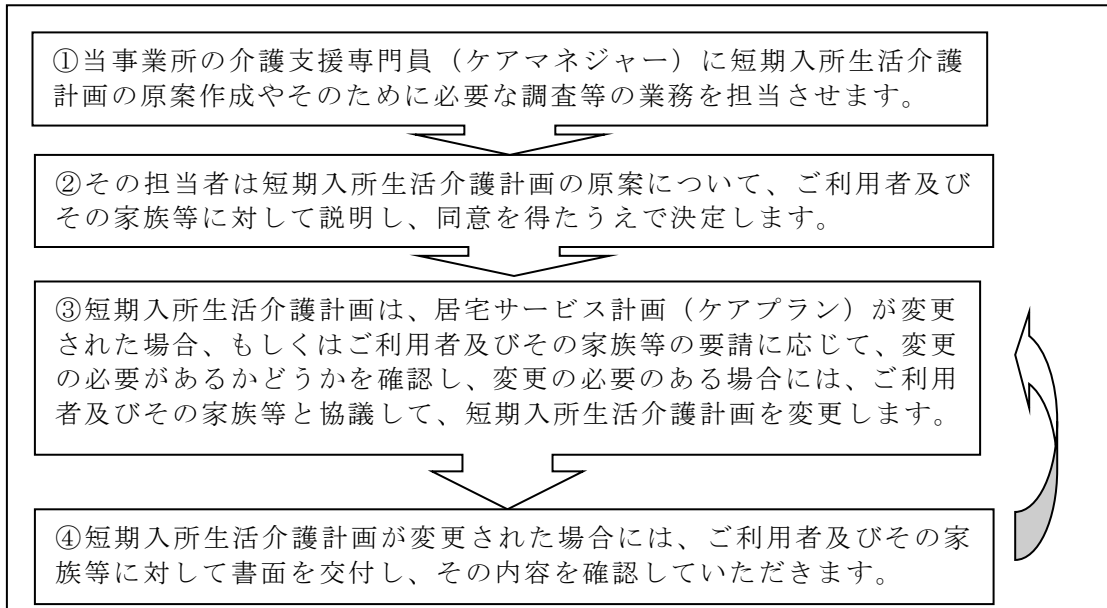 ①当事業所の介護支援専門員（ケアマネジャー）に短期入所生活介護
計画の原案作成やそのために必要な調査等の業務を担当させます。
②その担当者は短期入所生活介護計画の原案について、ご利用者及び
その家族等に対して説明し、同意を得たうえで決定します。
③短期入所生活介護計画は、居宅サービス計画（ケアプラン）が変更
された場合、もしくはご利用者及びその家族等の要請に応じて、変更
の必要があるかどうかを確認し、変更の必要のある場合には、ご利用
者及びその家族等と協議して、短期入所生活介護計画を変更します。
④短期入所生活介護計画が変更された場合には、ご利用者及びその家
族等に対して書面を交付し、その内容を確認していただきます。